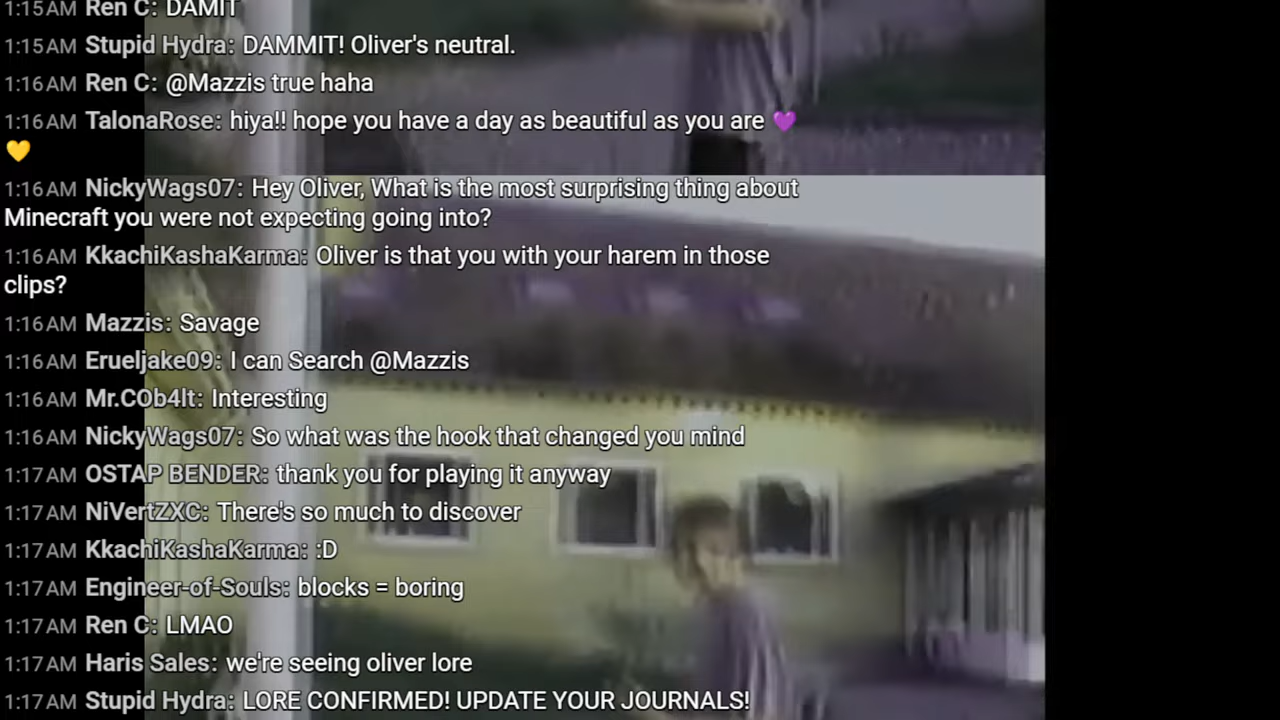 1:15AM Ren C: DAMIT
1:15AM Stupid Hydra: DAMMIT! Oliver's neutral.
1:16AM Ren C: @Mazzis true haha
1:16AM TalonaRose: hiya!! hope you have a day as beautiful as you are 💜
💛
1:16AM NickyWags07: Hey Oliver, What is the most surprising thing about
Minecraft you were not expecting going into?
1:16AM KkachiKashaKarma: Oliver is that you with your harem in those
clips?
1:16AM Mazzis: Savage
1:16AM Erueljake09: I can Search @Mazzis
1:16AM Mr.COb4lt: Interesting
1:16AM NickyWags07: So what was the hook that changed you mind
1:17AM OSTAP BENDER: thank you for playing it anyway
1:17AM NiVertZXC: There's so much to discover
1:17AM KkachiKashaKarma: :D
1:17AM Engineer-of-Souls: blocks = boring
1:17AM Ren C: LMAO
1:17AM Haris Sales: we're seeing oliver lore
1:17AM Stupid Hydra: LORE CONFIRMED! UPDATE YOUR JOURNALS!